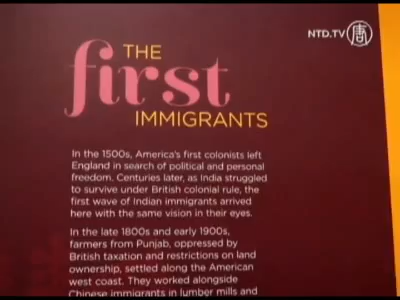 NTD.TV
唐
THE
first
IMMIGRANTS
In the 1500s, America's first colonists left
England in search of political and personal
freedom. Centuries later, as India struggled
to survive under British colonial rule, the
first wave of Indian immigrants arrived
here with the same vision in their eyes.
In the late 1800s and early 1900s,
farmers from Punjab, oppressed by
British taxation and restrictions on land
ownership, settled along the American
west coast. They worked alongside
Chinese immigrants in lumber mills and